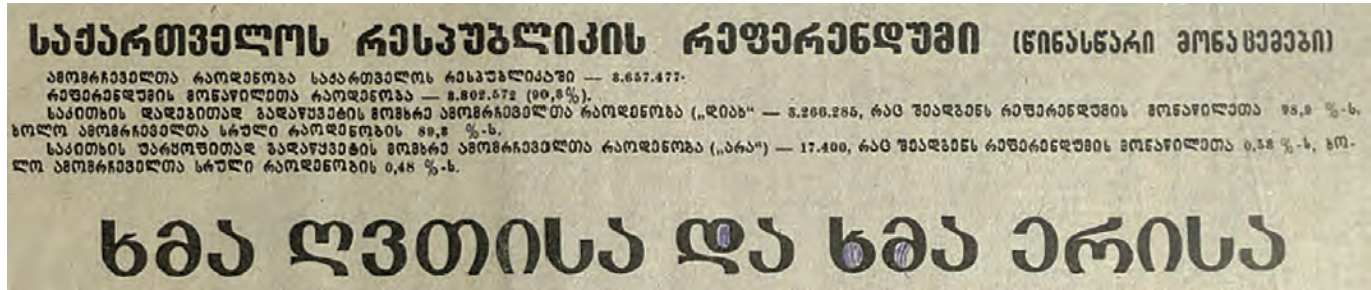 საქართველოს რესპუბლიკის რეფერენდუმი (წინასწარი მონაცემები)
ამომრჩეველთა რაოდენობა საქართველოს რესპუბლიკაში — 3.657.477.
რეფერენდუმის მონაწილეთა რაოდენობა — 3.302.572 (90,3%).
საკითხის დადებითად გადაწყვეტის მომხრე ამომრჩეველთა რაოდენობა („დიახ“ — 3.266.285, რაც შეადგენს რეფერენდუმის მონაწილეთა 98,9 %-ს,
ხოლო ამომრჩეველთა სრული რაოდენობის 89,3 %-ს.
საკითხის უარყოფითად გადაწყვეტის მომხრე ამომრჩეველთა რაოდენობა („არა“) — 17.400, რაც შეადგენს რეფერენდუმის მონაწილეთა 0,53 %-ს, ხო-
ლო ამომრჩეველთა სრული რაოდენობის 0,48 %-ს.
ხმა ღვთისა და ხმა ერისა